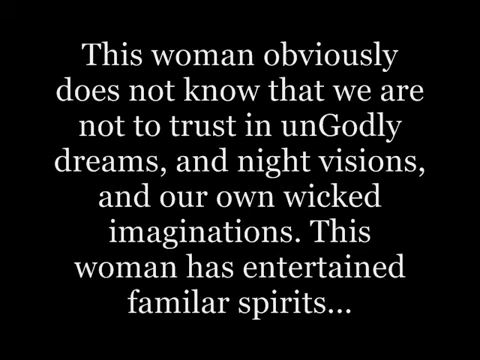 This woman obviously
does not know that we are
not to trust in unGodly
dreams, and night visions,
and our own wicked
imaginations. This
woman has entertained
familar spirits...